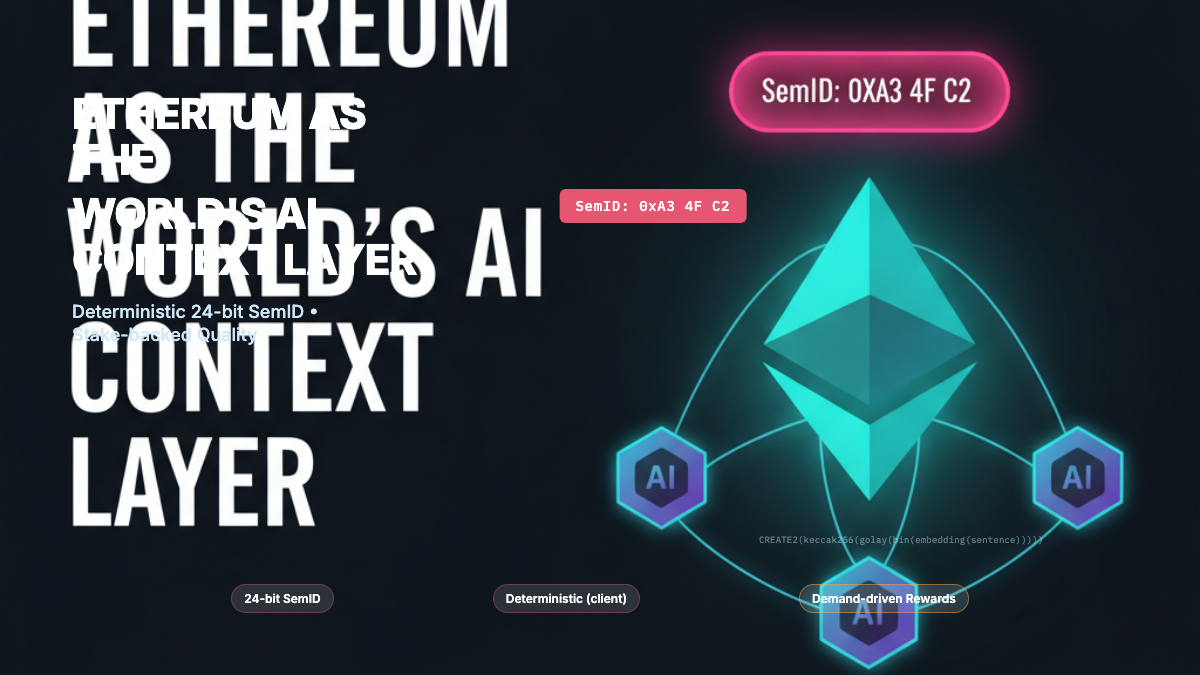 ETHEREUM
AS THE
WORLD'S AI
CONTEXT
LAYER
ETHEREUM AS
THE
WORLD'S AI
CONTEXT LAYER
Deterministic 24-bit SemID •
Stake-backed Quality
SemID: 0XA3 4F C2
SemID: 0xA3 4F C2
AI
AI
CREATE2(keccak256(golay(bin(embedding(sentence)))))
AI
24-bit SemID
Deterministic (client)
Demand-driven Rewards